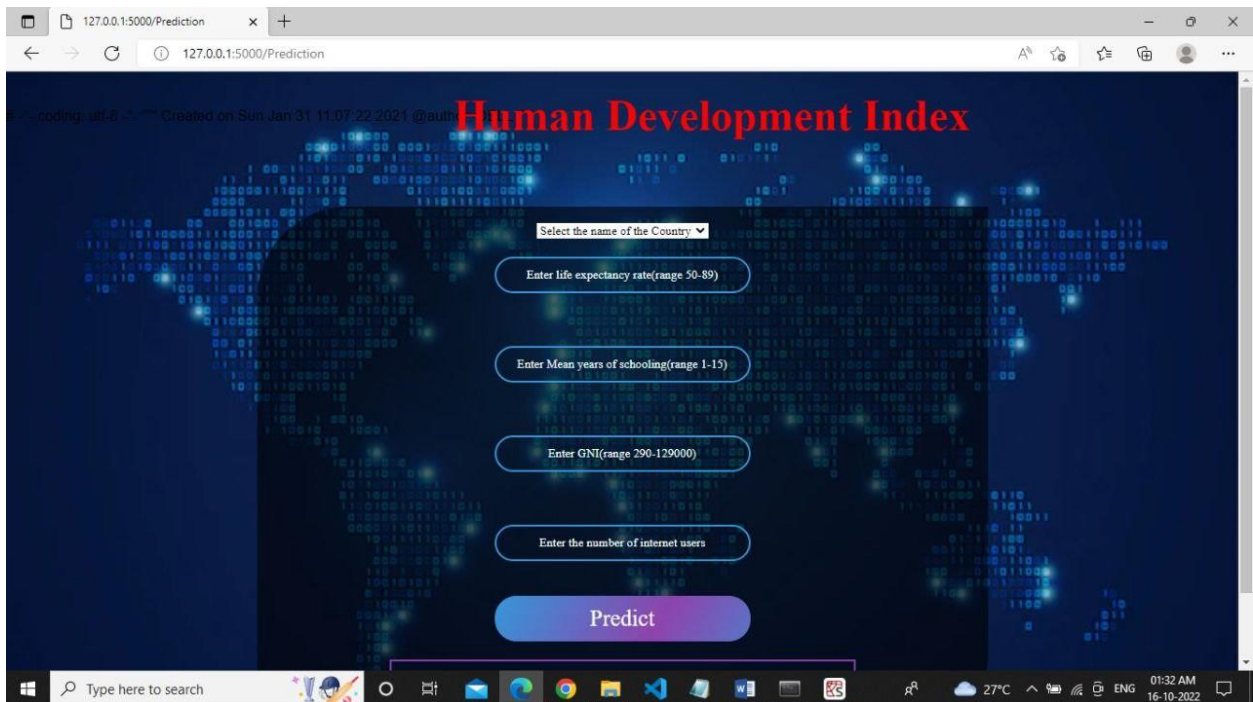 127.0.0.1:5000/Prediction
127.0.0.1:5000/Prediction
coding: utf-8 -*- """ Created on Sun Jan 31 11:07:22 2021
Human Development Index
Select the name of the Country
Enter life expectancy rate(range 50-89)
Enter Mean years of schooling(range 1-15)
Enter GNI(range 290-129000)
Enter the number of internet users
Predict
Type here to search
27°C
ENG
01:32 AM
16-10-2022